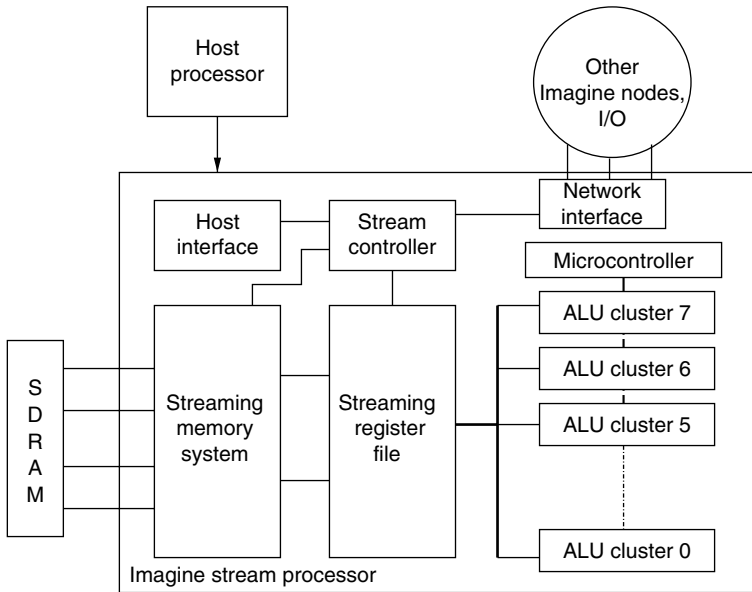 Host
processor
Other
Imagine nodes,
I/O
Host
interface
Stream
controller
Network
interface
Microcontroller
ALU cluster 7
ALU cluster 6
ALU cluster 5
ALU cluster 0
S
D
R
A
M
Streaming
memory
system
Streaming
register
file
Imagine stream processor